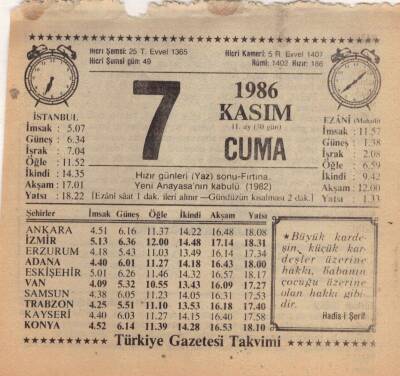 Hicri Şemsi: 25 T. Evvel 1365
Hicri Şemsi gün: 49
Hicri Kameri: 5 R. Evvel 1407
Rûmi: 1402 Hızır: 186
7
1986
KASIM
11. ay (30 gün)
CUMA
İSTANBUL
İmsak : 5.07
Güneş : 6.34
İşrak : 7.04
Öğle : 11.52
İkindi : 14.35
Akşam : 17.01
Yatsı : 18.22
EZÂNİ (Mahalli)
İmsak : 11.57
Güneş : 1.38
İşrak : 2.08
Öğle : 6.59
İkindi : 9.42
Akşam : 12.00
Yatsı : 1.33
Hızır günleri (Yaz) sonu-Fırtına.
Yeni Anayasa'nın kabulü. (1982)
[Ezânî sâat 1 dak. ileri alınır—Gündüzün kısalması 2 dak.]
Şehirler İmsak Güneş Öğle İkindi Akşam Yatsı
ANKARA 4.51 6.16 11.37 14.22 16.48 18.08
İZMİR 5.13 6.36 12.00 14.48 17.14 18.31
ERZURUM 4.18 5.43 11.03 13.49 16.14 17.34
ADANA 4.40 6.01 11.27 14.18 16.43 18.00
ESKİŞEHİR 5.01 6.26 11.46 14.32 16.57 18.17
VAN 4.09 5.32 10.55 13.43 16.09 17.27
SAMSUN 4.38 6.05 11.23 14.05 16.31 17.53
TRABZON 4.25 5.51 11.10 13.53 16.18 17.40
KAYSERİ 4.40 6.03 11.27 14.15 16.40 17.58
KONYA 4.52 6.14 11.39 14.28 16.53 18.10
★Büyük karde-
şin, küçük kar-
deşler üzerine
hakkı, babanın
çocuğu üzerine
olan hakkı gibi-
dir.
Hadis-i Şerif
★★★★★★★★ Türkiye Gazetesi Takvimi ★★★★★★★★